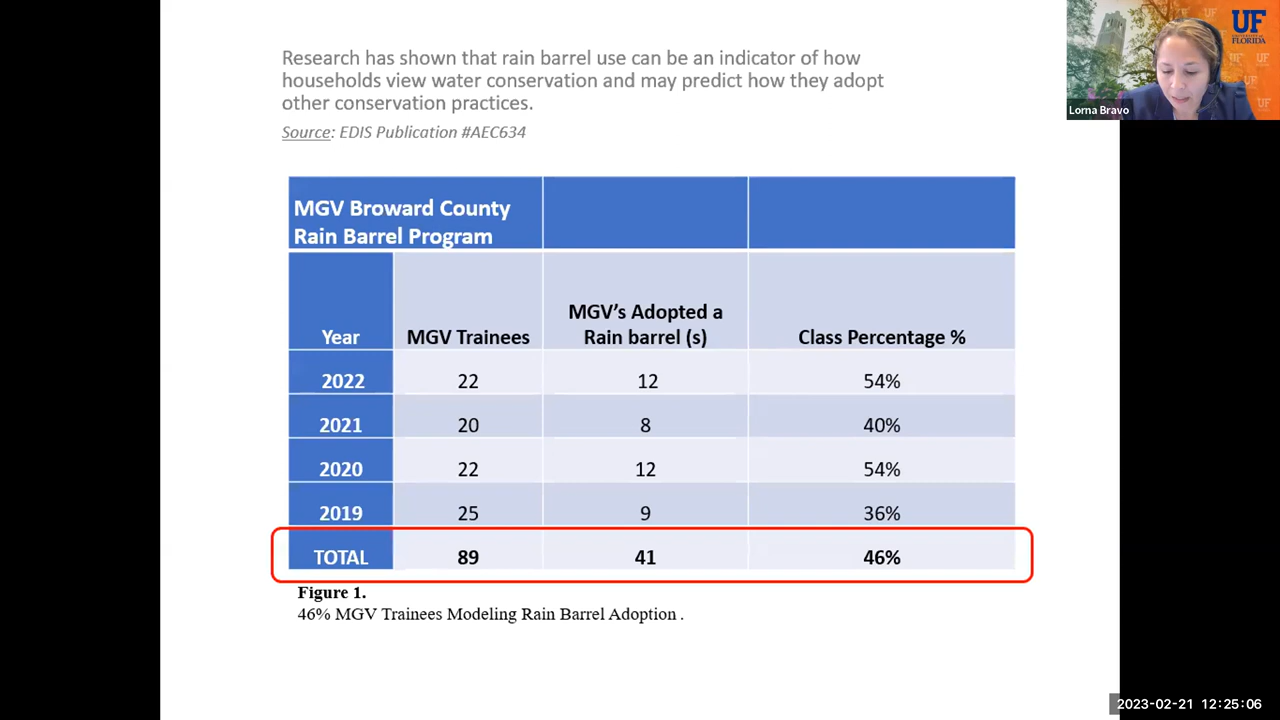 Research has shown that rain barrel use can be an indicator of how
households view water conservation and may predict how they adopt
other conservation practices.
Source: EDIS Publication #AEC634
UF
UNIVERSITY of
FLORIDA
Lorna Bravo
MGV Broward County
Rain Barrel Program
Year MGV Trainees MGV's Adopted a Rain barrel (s) Class Percentage %
2022 22 12 54%
2021 20 8 40%
2020 22 12 54%
2019 25 9 36%
TOTAL 89 41 46%
Figure 1.
46% MGV Trainees Modeling Rain Barrel Adoption .
2023-02-21 12:25:06